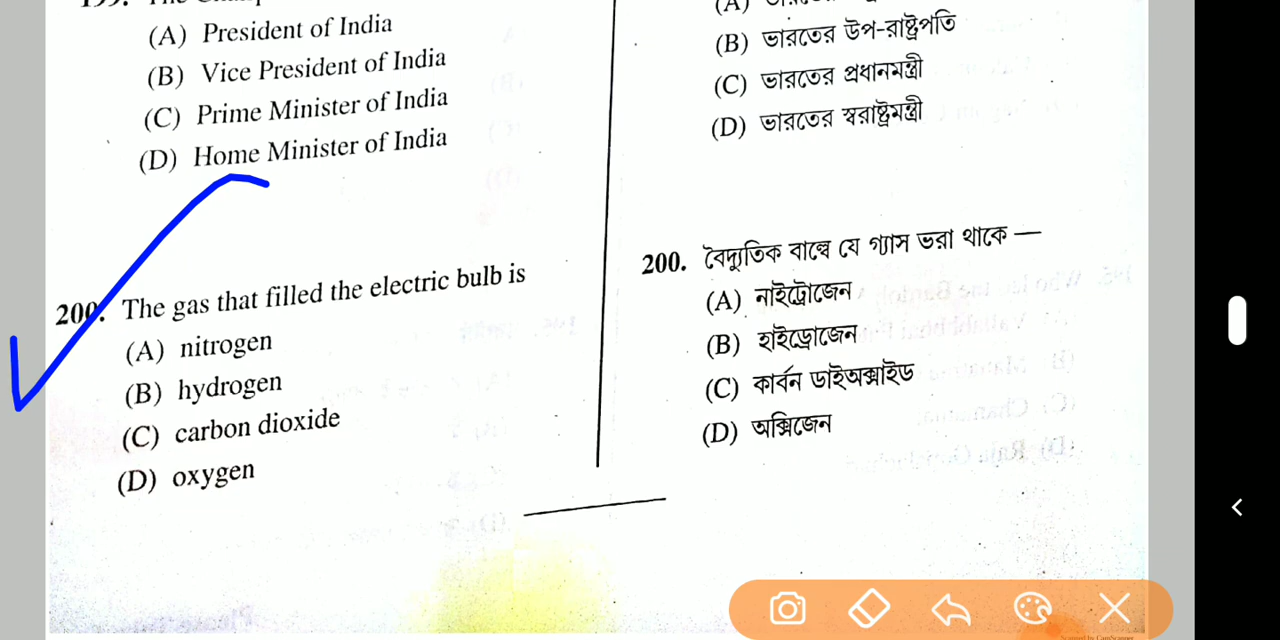 (A) President of India
(B) Vice President of India
(C) Prime Minister of India
(D) Home Minister of India
200. The gas that filled the electric bulb is
(A) nitrogen
(B) hydrogen
(C) carbon dioxide
(D) oxygen
(B) ভারতের উপ-রাষ্ট্রপতি
(C) ভারতের প্রধানমন্ত্রী
(D) ভারতের স্বরাষ্ট্রমন্ত্রী
200. বৈদ্যুতিক বাল্বে যে গ্যাস ভরা থাকে —
(A) নাইট্রোজেন
(B) হাইড্রোজেন
(C) কার্বন ডাইঅক্সাইড
(D) অক্সিজেন